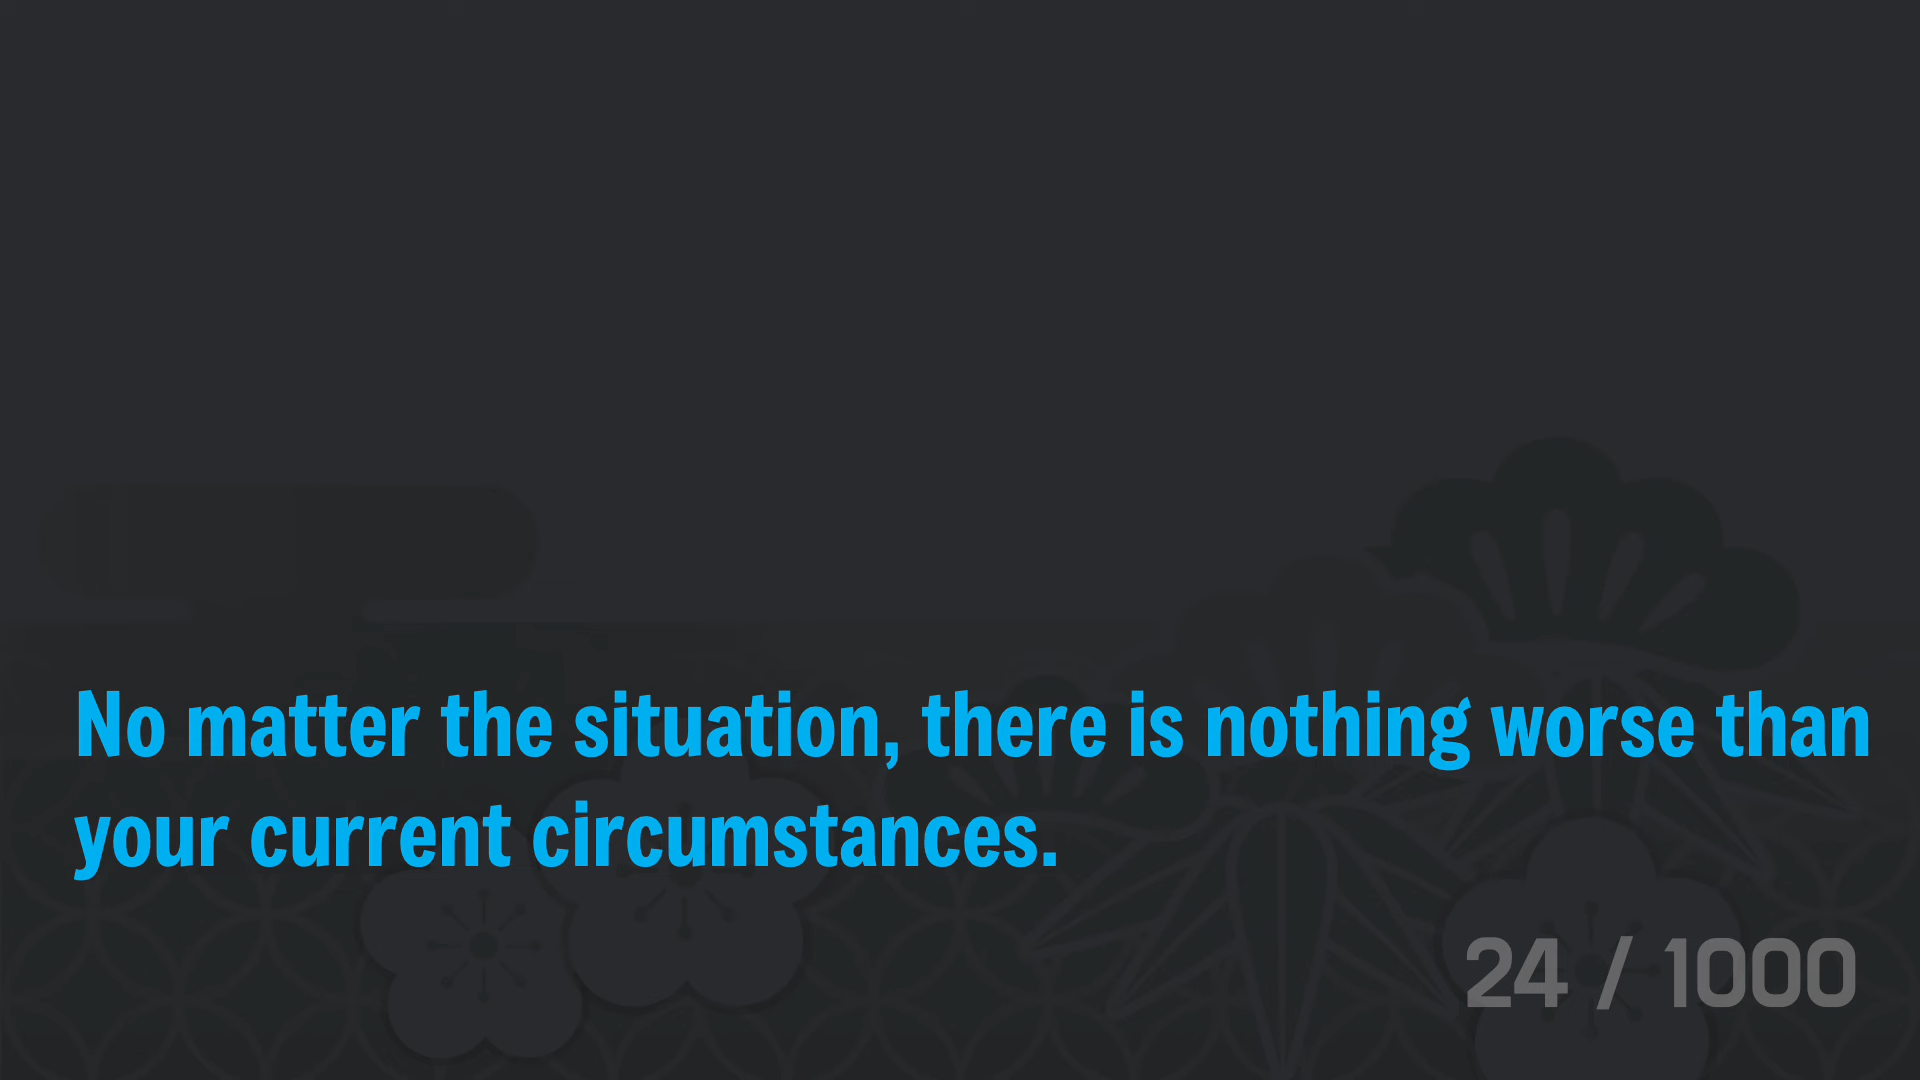 No matter the situation, there is nothing worse than
your current circumstances.
24 / 1000